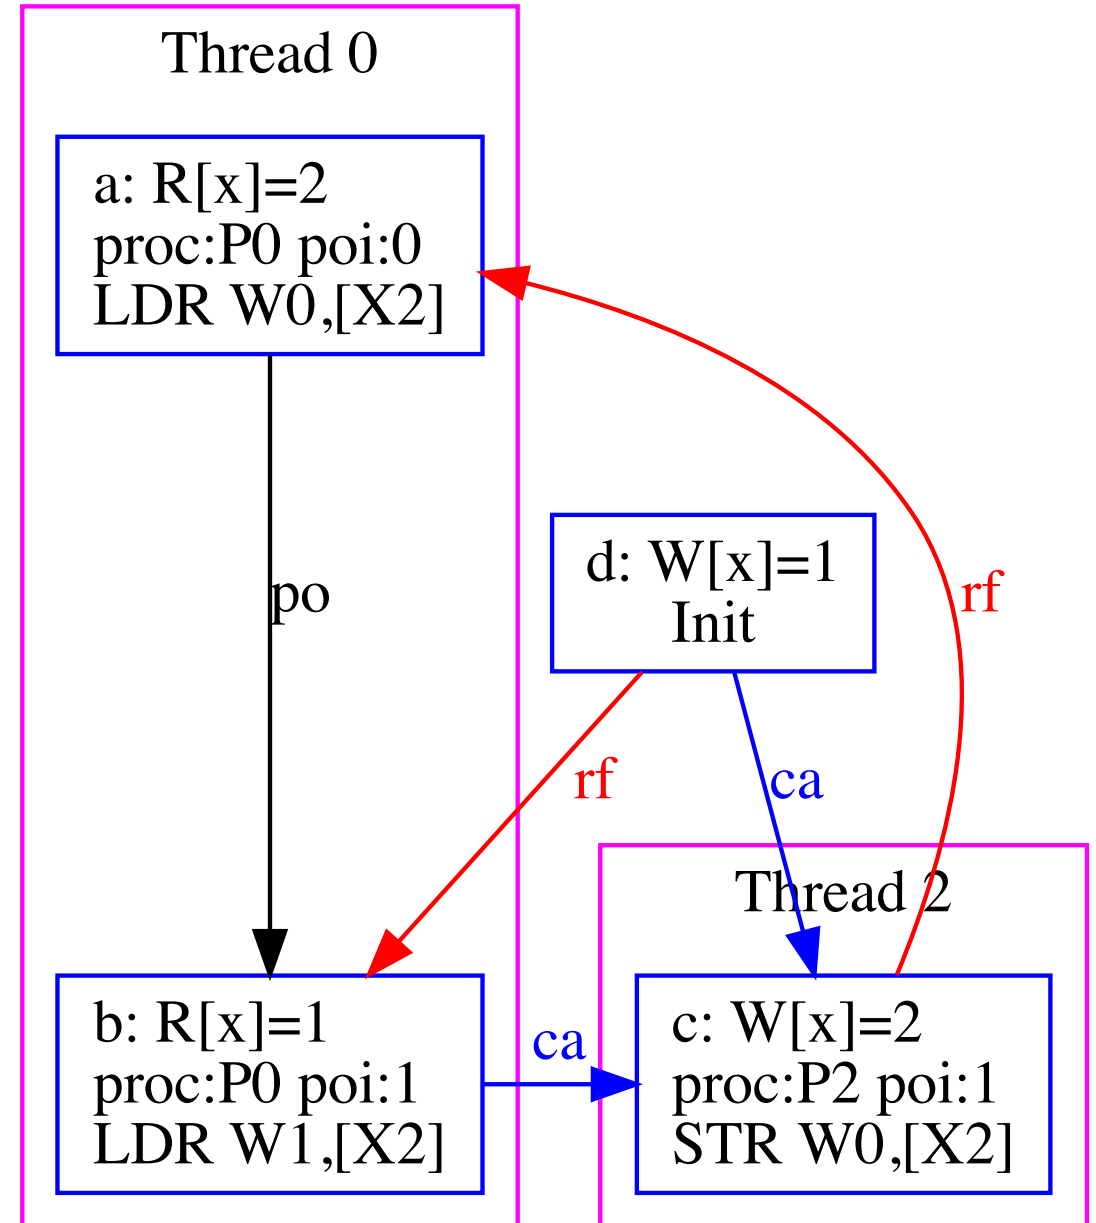 Thread 0
a: R[x]=2
proc:P0 poi:0
LDR W0,[X2]
d: W[x]=1
Init
po
rf
rf
ca
Thread 2
b: R[x]=1
proc:P0 poi:1
LDR W1,[X2]
ca
c: W[x]=2
proc:P2 poi:1
STR W0,[X2]